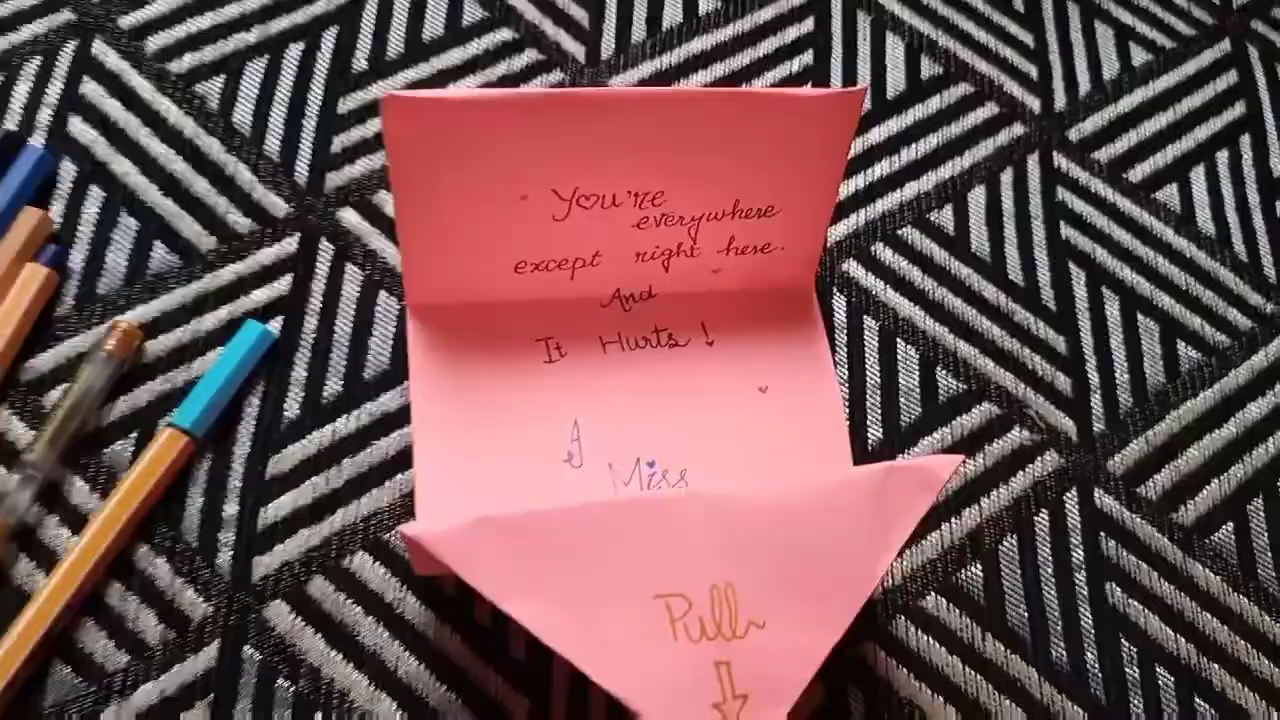 You're
everywhere
except right here.
And
It Hurts !
I
Miss
Pull